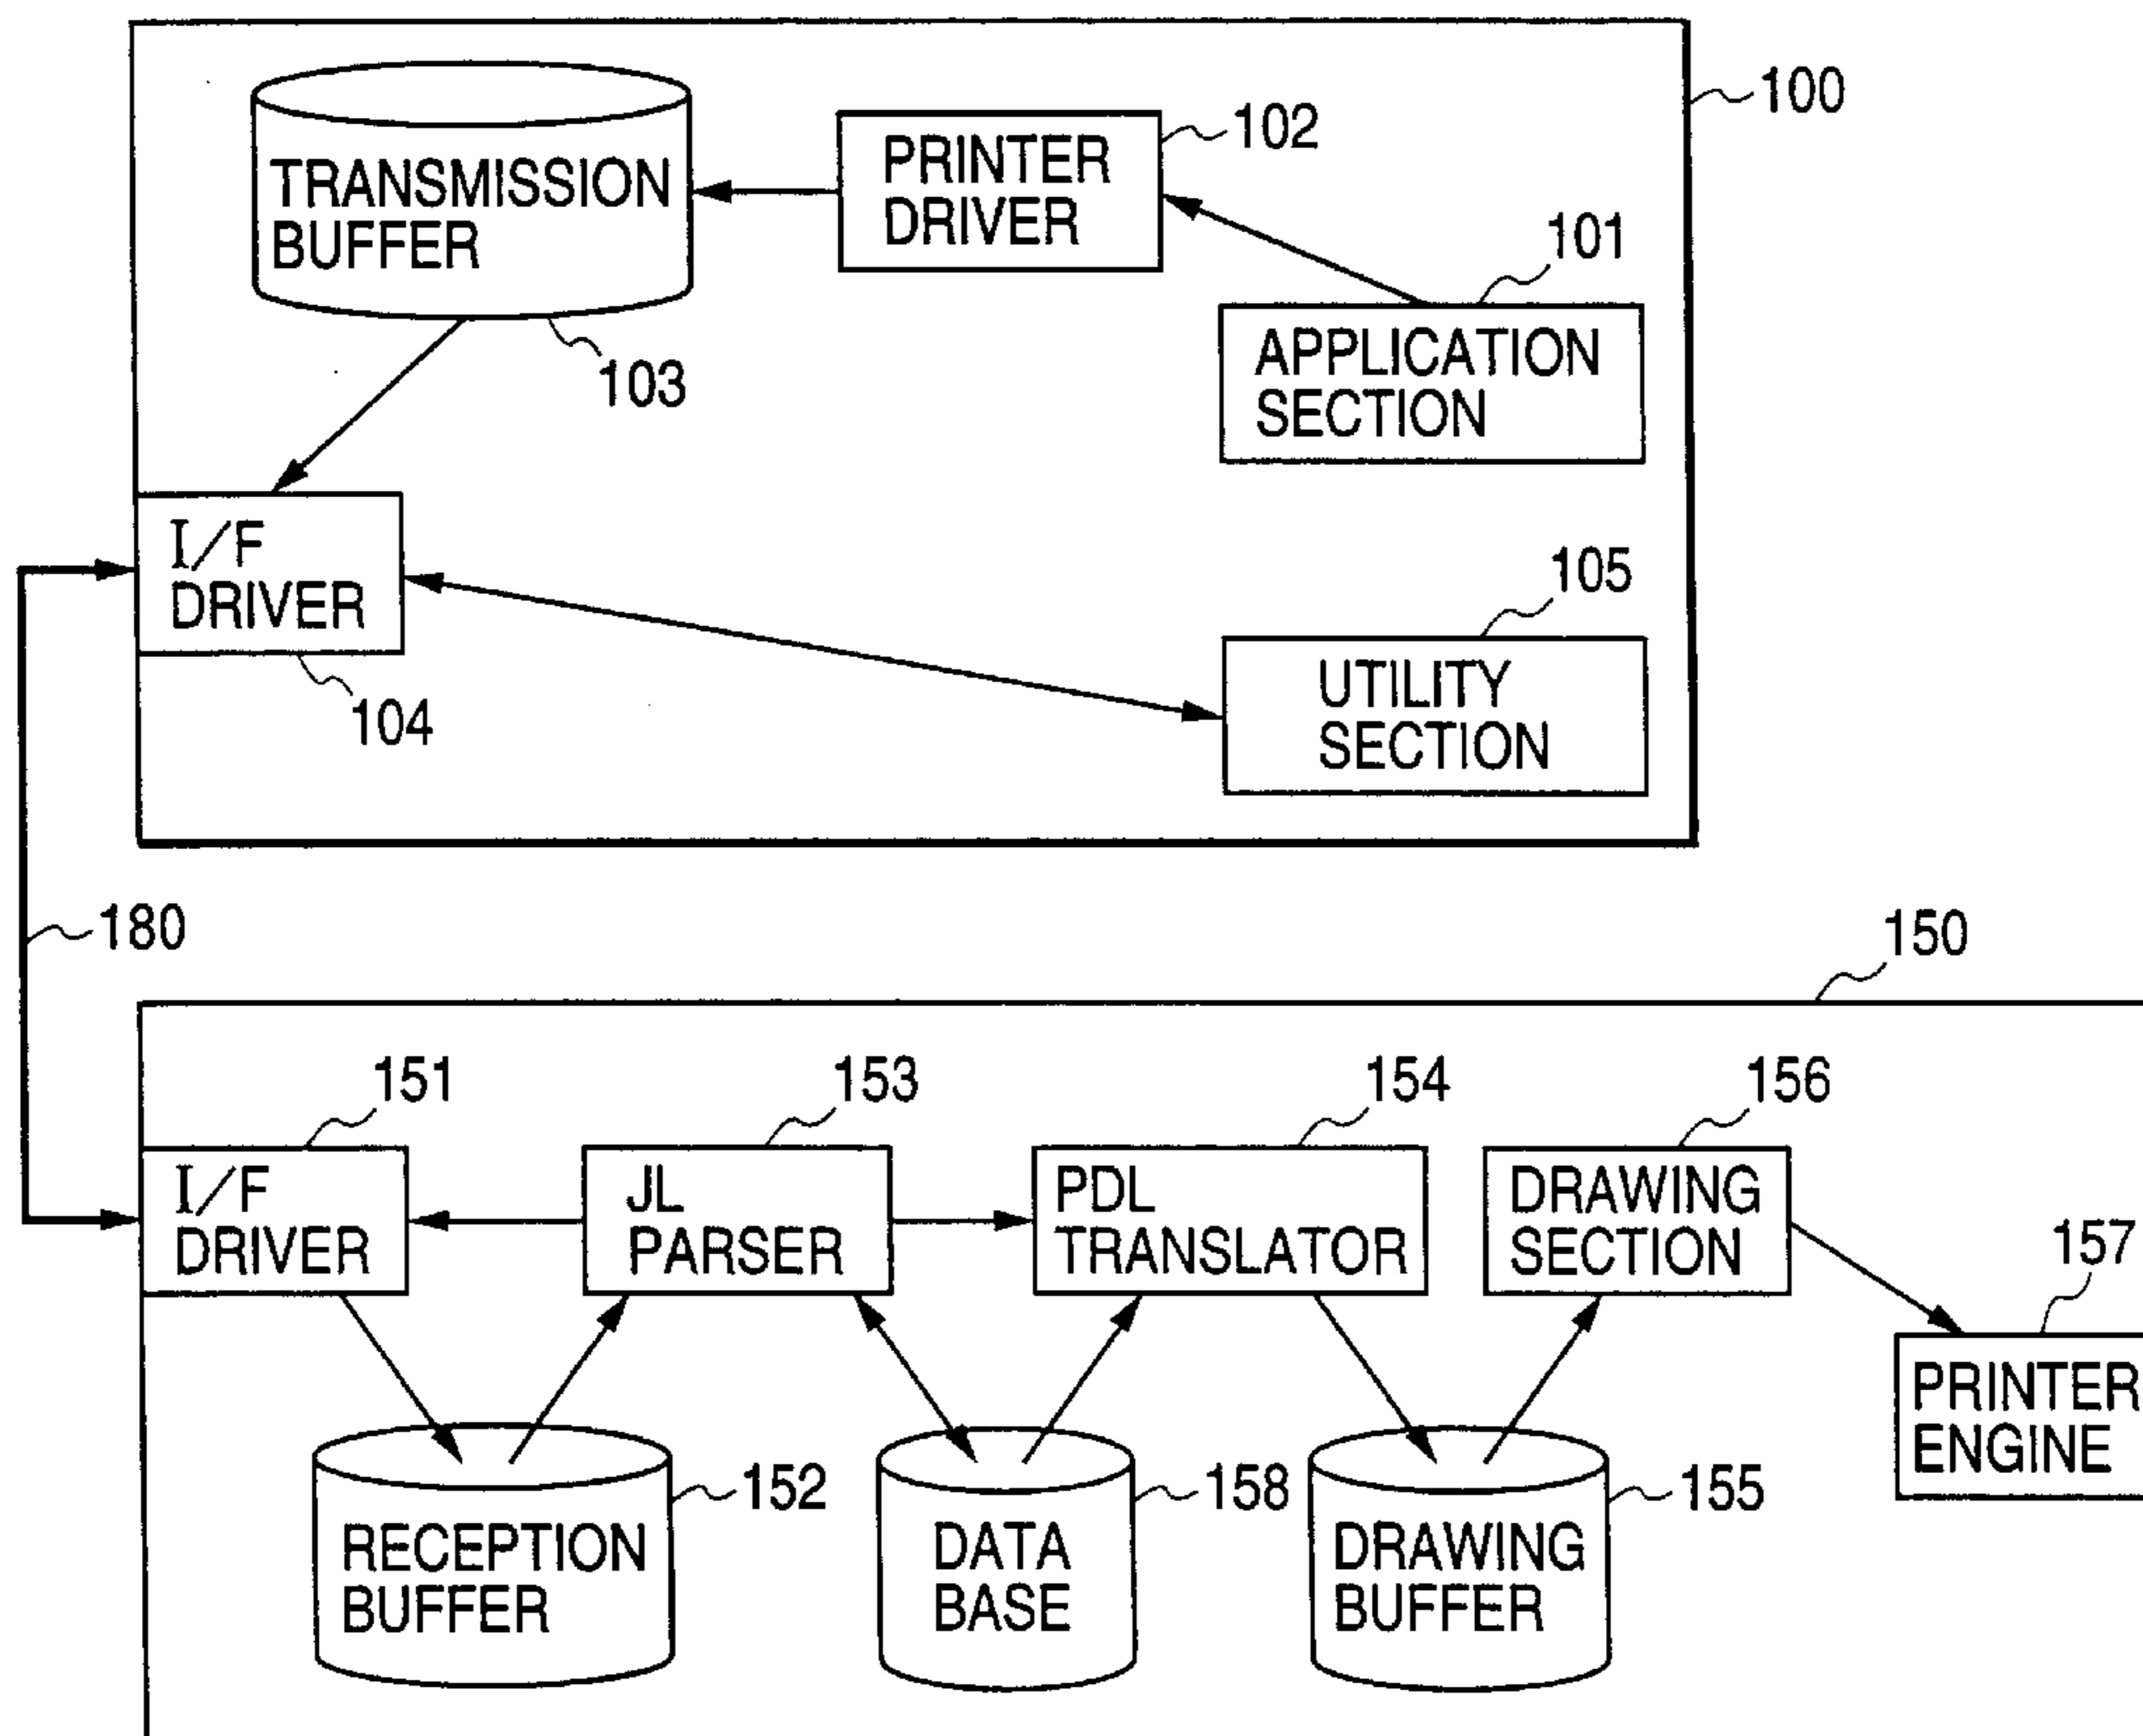 100
102
PRINTER
DRIVER
TRANSMISSION
BUFFER
101
APPLICATION
SECTION
103
I/F
DRIVER
104
105
UTILITY
SECTION
180
150
151
153
154
156
I/F
DRIVER
JL
PARSER
PDL
TRANSLATOR
DRAWING
SECTION
157
PRINTER
ENGINE
152
158
155
RECEPTION
BUFFER
DATA
BASE
DRAWING
BUFFER